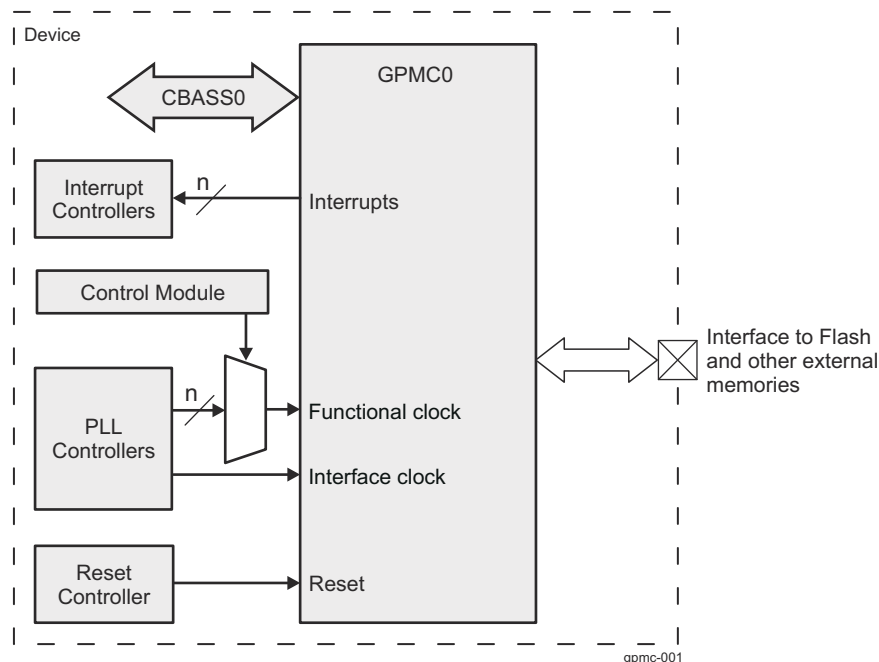 Device
GPMC0
CBASS0
n
Interrupt
Controllers
Interrupts
Control Module
Interface to Flash
and other external
memories
n
PLL
Controllers
Functional clock
Interface clock
Reset
Controller
Reset
gpmc-001